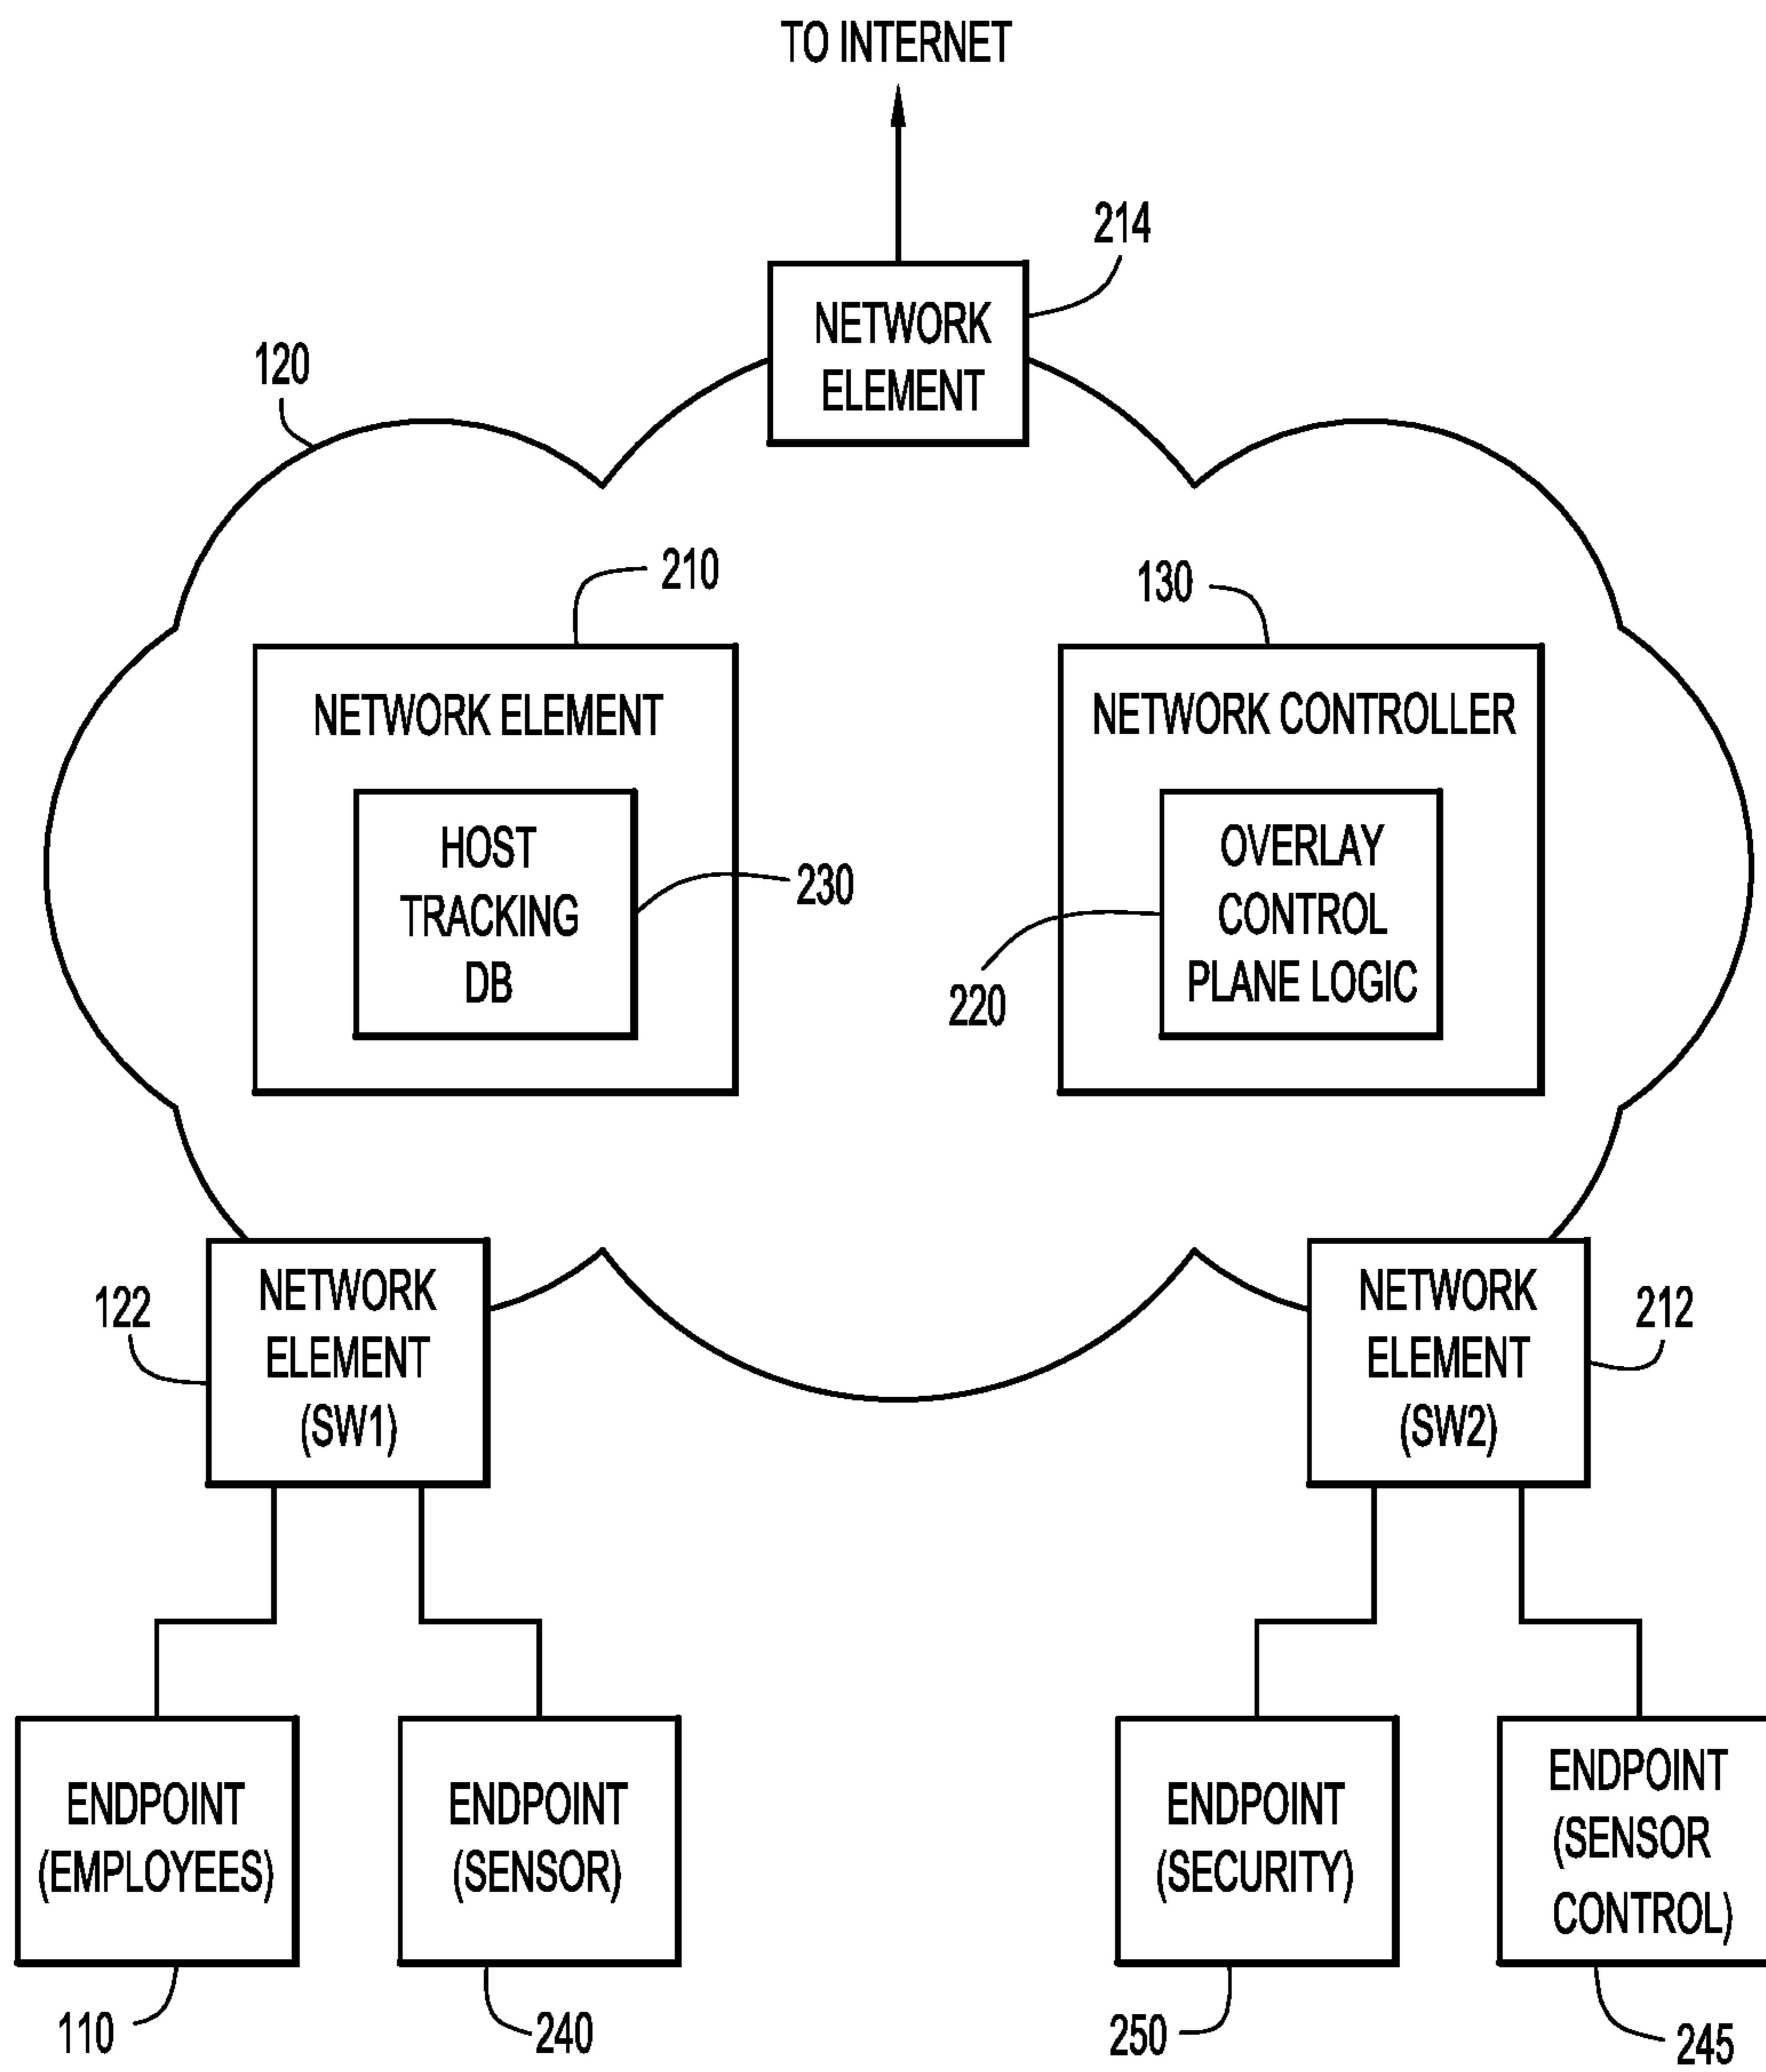 TO INTERNET
214
NETWORK
ELEMENT
120
210
130
NETWORK ELEMENT
HOST
TRACKING
DB
230
NETWORK CONTROLLER
OVERLAY
CONTROL
PLANE LOGIC
220
122
NETWORK
ELEMENT
(SW1)
NETWORK
ELEMENT
(SW2)
212
ENDPOINT
(EMPLOYEES)
ENDPOINT
(SENSOR)
ENDPOINT
(SECURITY)
ENDPOINT
(SENSOR
CONTROL)
110
240
250
245